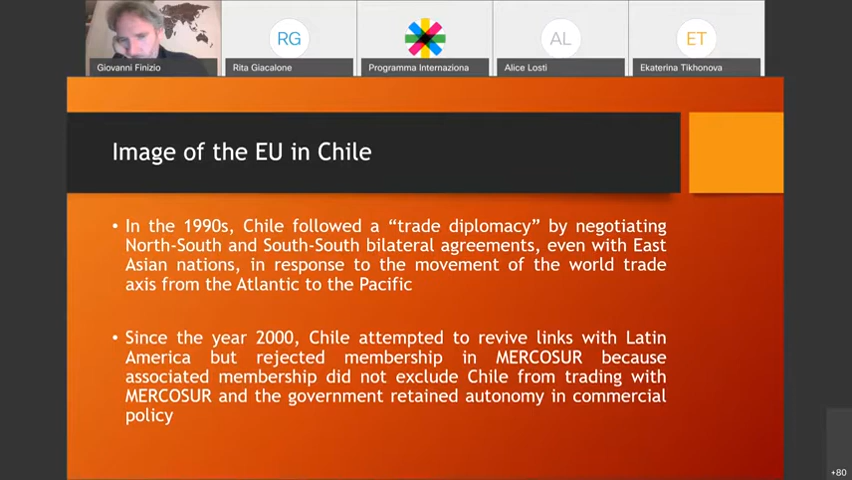 RG
AL
ET
Giovanni Finizio
Rita Giacalone
Programma Internaziona
Alice Losti
Ekaterina Tikhonova
Image of the EU in Chile
• In the 1990s, Chile followed a “trade diplomacy” by negotiating
North-South and South-South bilateral agreements, even with East
Asian nations, in response to the movement of the world trade
axis from the Atlantic to the Pacific
• Since the year 2000, Chile attempted to revive links with Latin
America but rejected membership in MERCOSUR because
associated membership did not exclude Chile from trading with
MERCOSUR and the government retained autonomy in commercial
policy
+80